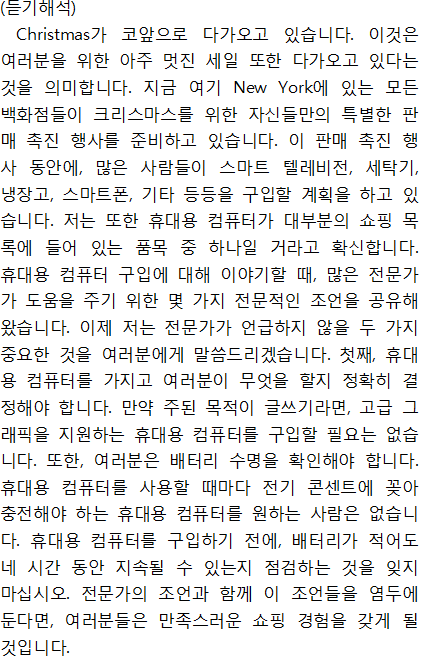 (듣기해석)
Christmas가 코앞으로 다가오고 있습니다. 이것은
여러분을 위한 아주 멋진 세일 또한 다가오고 있다는
것을 의미합니다. 지금 여기 New York에 있는 모든
백화점들이 크리스마스를 위한 자신들만의 특별한 판
매 촉진 행사를 준비하고 있습니다. 이 판매 촉진 행
사 동안에, 많은 사람들이 스마트 텔레비전, 세탁기,
냉장고, 스마트폰, 기타 등등을 구입할 계획을 하고 있
습니다. 저는 또한 휴대용 컴퓨터가 대부분의 쇼핑 목
록에 들어 있는 품목 중 하나일 거라고 확신합니다.
휴대용 컴퓨터 구입에 대해 이야기할 때, 많은 전문가
가 도움을 주기 위한 몇 가지 전문적인 조언을 공유해
왔습니다. 이제 저는 전문가가 언급하지 않을 두 가지
중요한 것을 여러분에게 말씀드리겠습니다. 첫째, 휴대
용 컴퓨터를 가지고 여러분이 무엇을 할지 정확히 결
정해야 합니다. 만약 주된 목적이 글쓰기라면, 고급 그
래픽을 지원하는 휴대용 컴퓨터를 구입할 필요는 없습
니다. 또한, 여러분은 배터리 수명을 확인해야 합니다.
휴대용 컴퓨터를 사용할 때마다 전기 콘센트에 꽂아
충전해야 하는 휴대용 컴퓨터를 원하는 사람은 없습니
다. 휴대용 컴퓨터를 구입하기 전에, 배터리가 적어도
네 시간 동안 지속될 수 있는지 점검하는 것을 잊지
마십시오. 전문가의 조언과 함께 이 조언들을 염두에
둔다면, 여러분들은 만족스러운 쇼핑 경험을 갖게 될
것입니다.